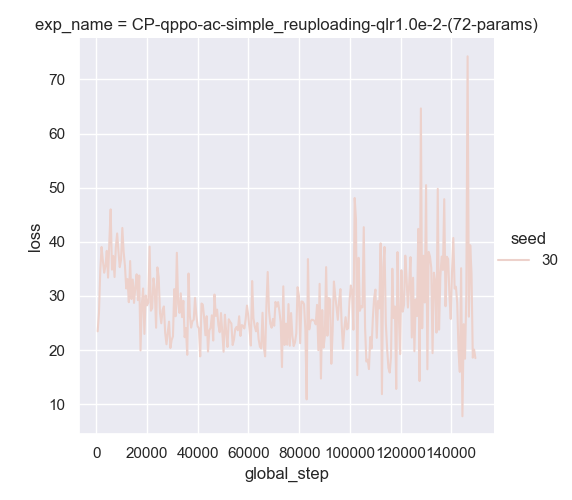 exp_name = CP-qppo-ac-simple_reuploading-qlr1.0e-2-(72-params)
70
60
50
40
30
20
10
loss
0 20000 40000 60000 80000 100000 120000 140000
global_step
seed
30